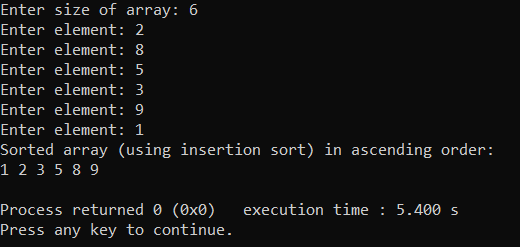 Enter size of array: 6
Enter element: 2
Enter element: 8
Enter element: 5
Enter element: 3
Enter element: 9
Enter element: 1
Sorted array (using insertion sort) in ascending order:
1 2 3 5 8 9
Process returned 0 (0x0)   execution time : 5.400 s
Press any key to continue.